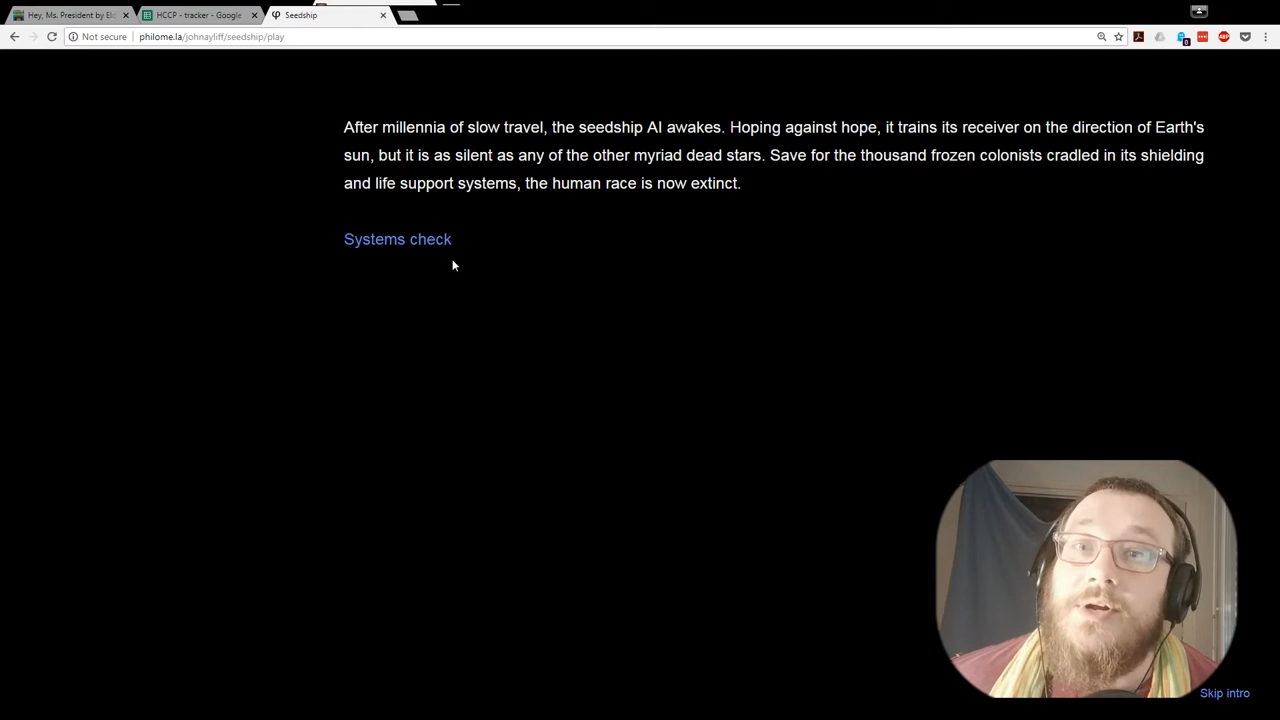 Hey, Ms. President by Eld
HCCP - tracker - Google
Seedship
Not secure
philome.la/johnayliff/seedship/play
0
ABP
After millennia of slow travel, the seedship AI awakes. Hoping against hope, it trains its receiver on the direction of Earth's
sun, but it is as silent as any of the other myriad dead stars. Save for the thousand frozen colonists cradled in its shielding
and life support systems, the human race is now extinct.
Systems check
Skip intro